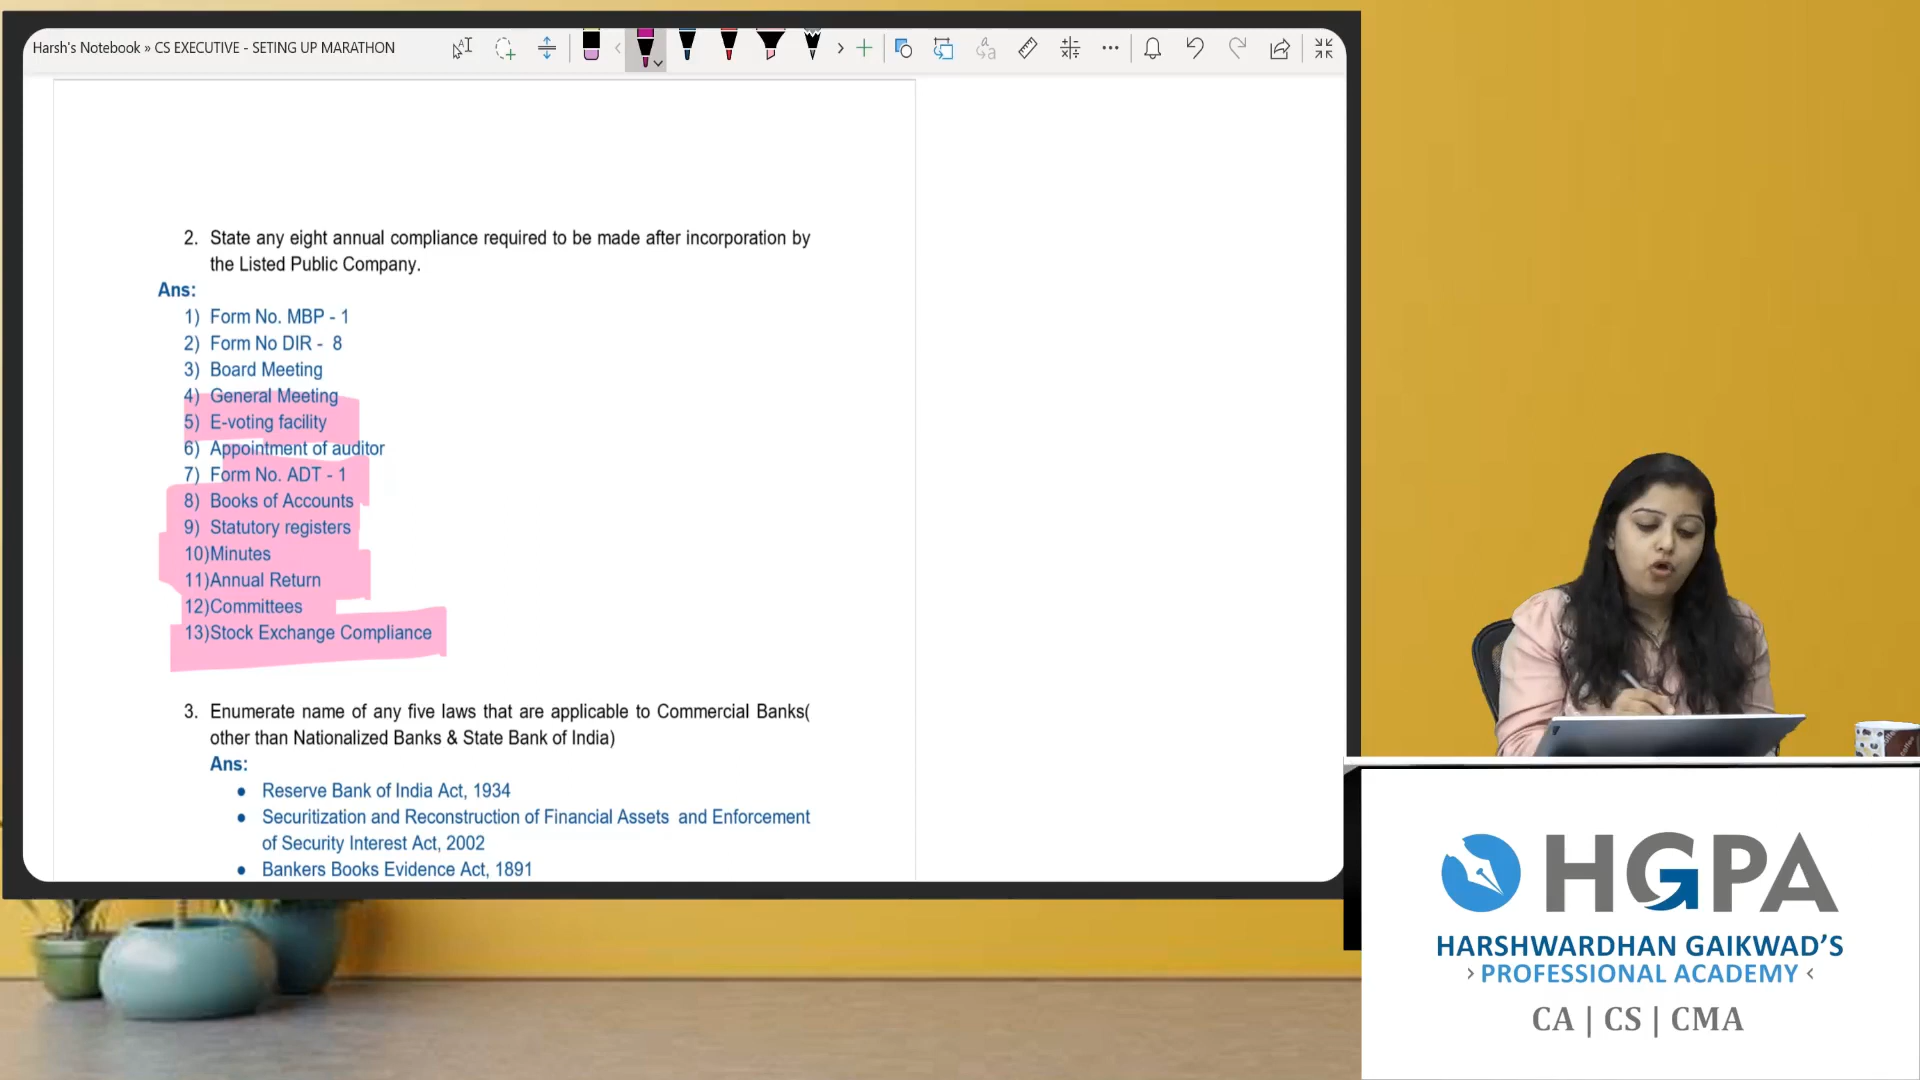 Harsh's Notebook » CS EXECUTIVE - SETING UP MARATHON
2. State any eight annual compliance required to be made after incorporation by
the Listed Public Company.
Ans:
1) Form No. MBP - 1
2) Form No DIR - 8
3) Board Meeting
4) General Meeting
5) E-voting facility
6) Appointment of auditor
7) Form No. ADT - 1
8) Books of Accounts
9) Statutory registers
10)Minutes
11)Annual Return
12)Committees
13)Stock Exchange Compliance
3. Enumerate name of any five laws that are applicable to Commercial Banks(
other than Nationalized Banks & State Bank of India)
Ans:
• Reserve Bank of India Act, 1934
• Securitization and Reconstruction of Financial Assets and Enforcement
of Security Interest Act, 2002
• Bankers Books Evidence Act, 1891
HGPA
HARSHWARDHAN GAIKWAD'S
› PROFESSIONAL ACADEMY ‹
CA | CS | CMA